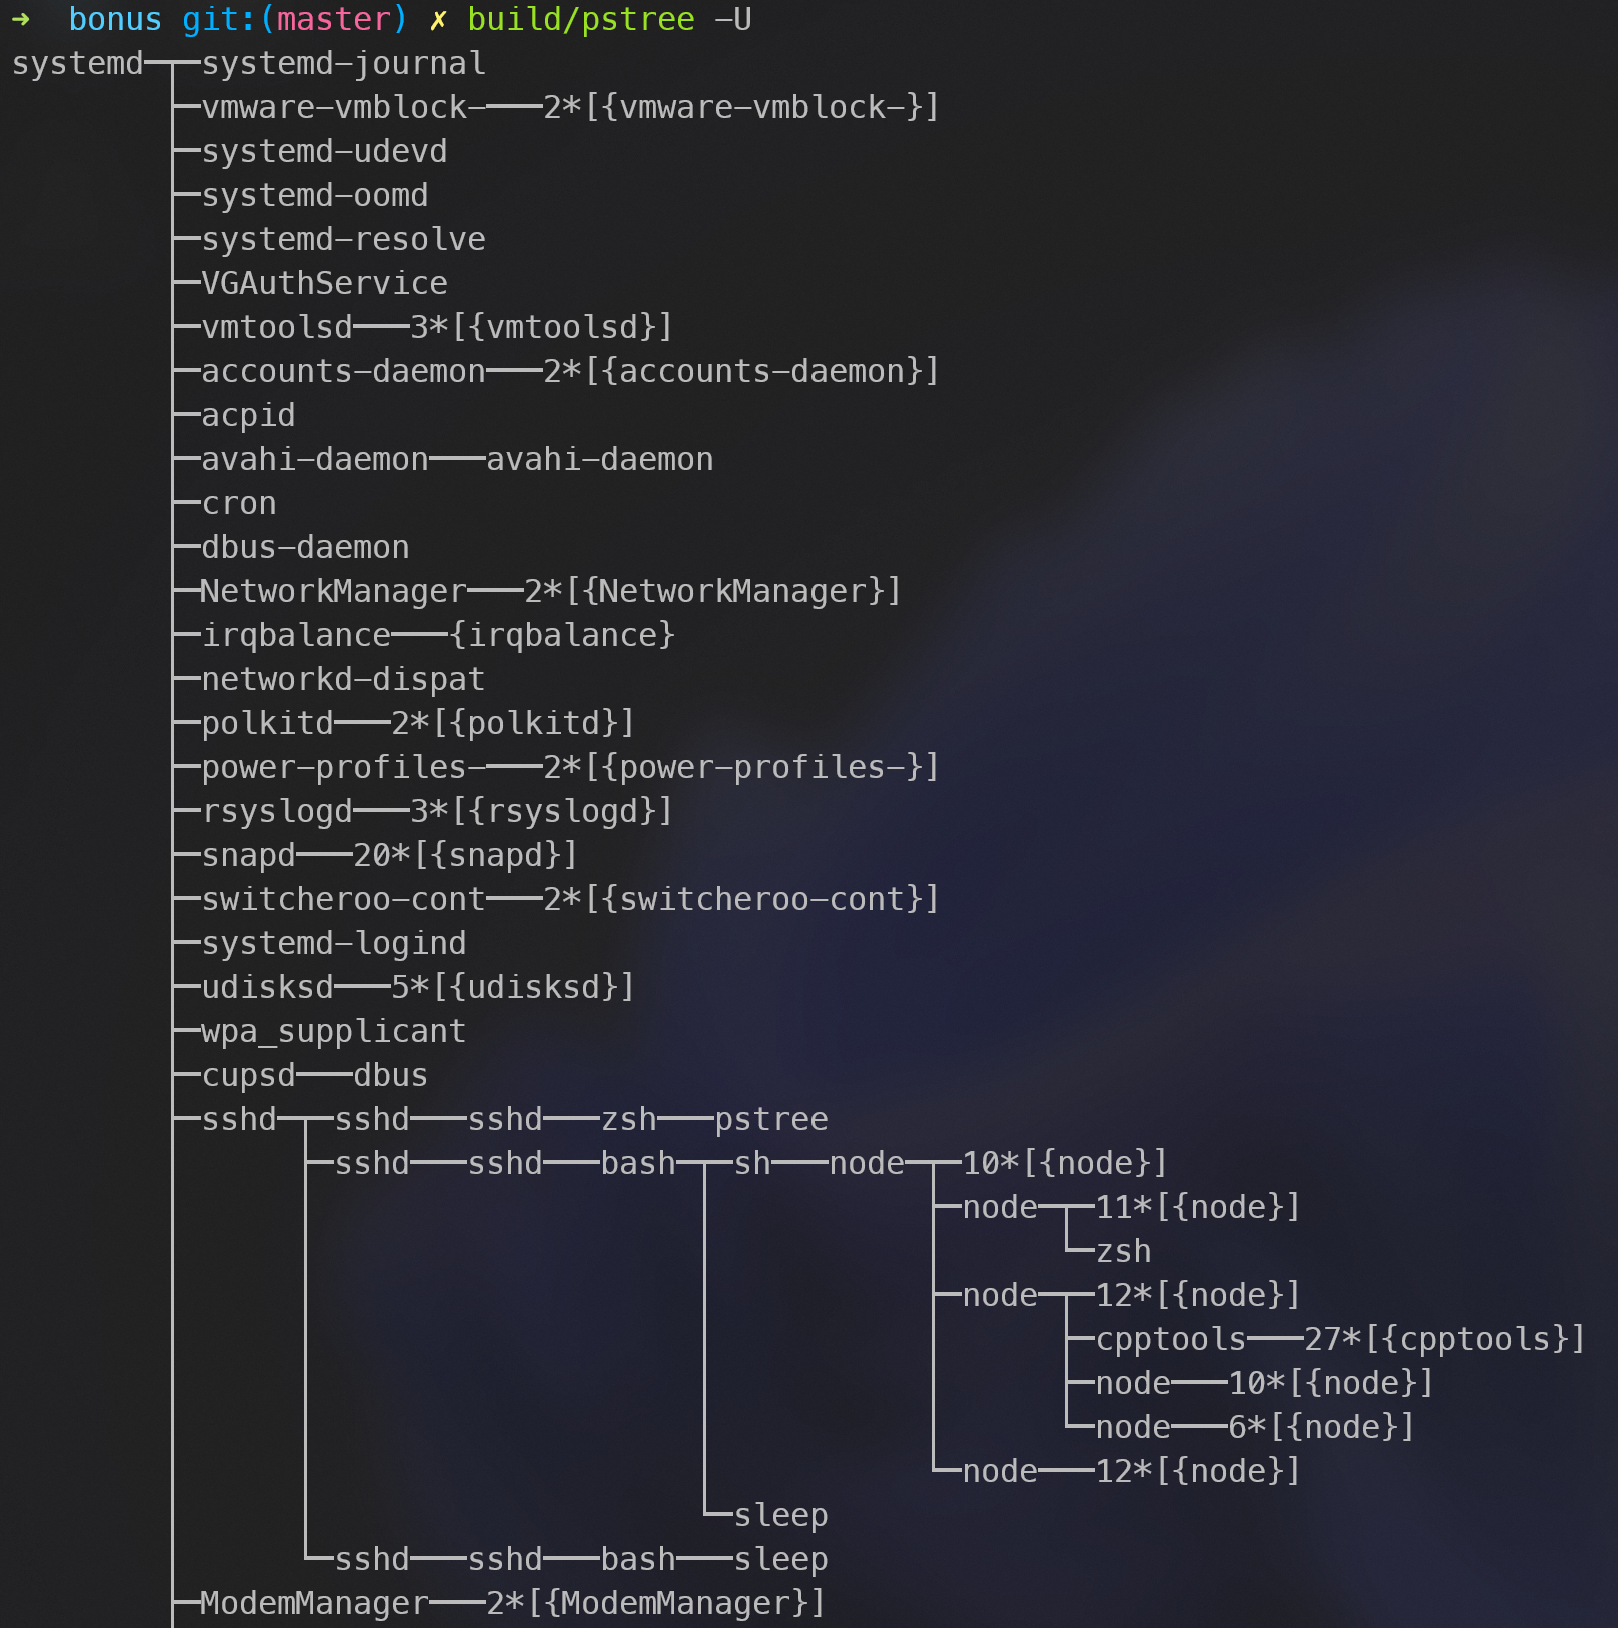 ➜  bonus git:(master) ✗ build/pstree -U
systemd─┬─systemd-journal
        ├─vmware-vmblock-───2*[{vmware-vmblock-}]
        ├─systemd-udevd
        ├─systemd-oomd
        ├─systemd-resolve
        ├─VGAuthService
        ├─vmtoolsd───3*[{vmtoolsd}]
        ├─accounts-daemon───2*[{accounts-daemon}]
        ├─acpid
        ├─avahi-daemon───avahi-daemon
        ├─cron
        ├─dbus-daemon
        ├─NetworkManager───2*[{NetworkManager}]
        ├─irqbalance───{irqbalance}
        ├─networkd-dispat
        ├─polkitd───2*[{polkitd}]
        ├─power-profiles-───2*[{power-profiles-}]
        ├─rsyslogd───3*[{rsyslogd}]
        ├─snapd───20*[{snapd}]
        ├─switcheroo-cont───2*[{switcheroo-cont}]
        ├─systemd-logind
        ├─udisksd───5*[{udisksd}]
        ├─wpa_supplicant
        ├─cupsd───dbus
        ├─sshd─┬─sshd───sshd───zsh───pstree
        │      ├─sshd───sshd───bash─┬─sh───node─┬─10*[{node}]
        │      │                    │           ├─node─┬─11*[{node}]
        │      │                    │           │      └─zsh
        │      │                    │           ├─node─┬─12*[{node}]
        │      │                    │           │      ├─cpptools───27*[{cpptools}]
        │      │                    │           │      ├─node───10*[{node}]
        │      │                    │           │      └─node───6*[{node}]
        │      │                    │           └─node───12*[{node}]
        │      │                    └─sleep
        │      └─sshd───sshd───bash───sleep
        ├─ModemManager───2*[{ModemManager}]